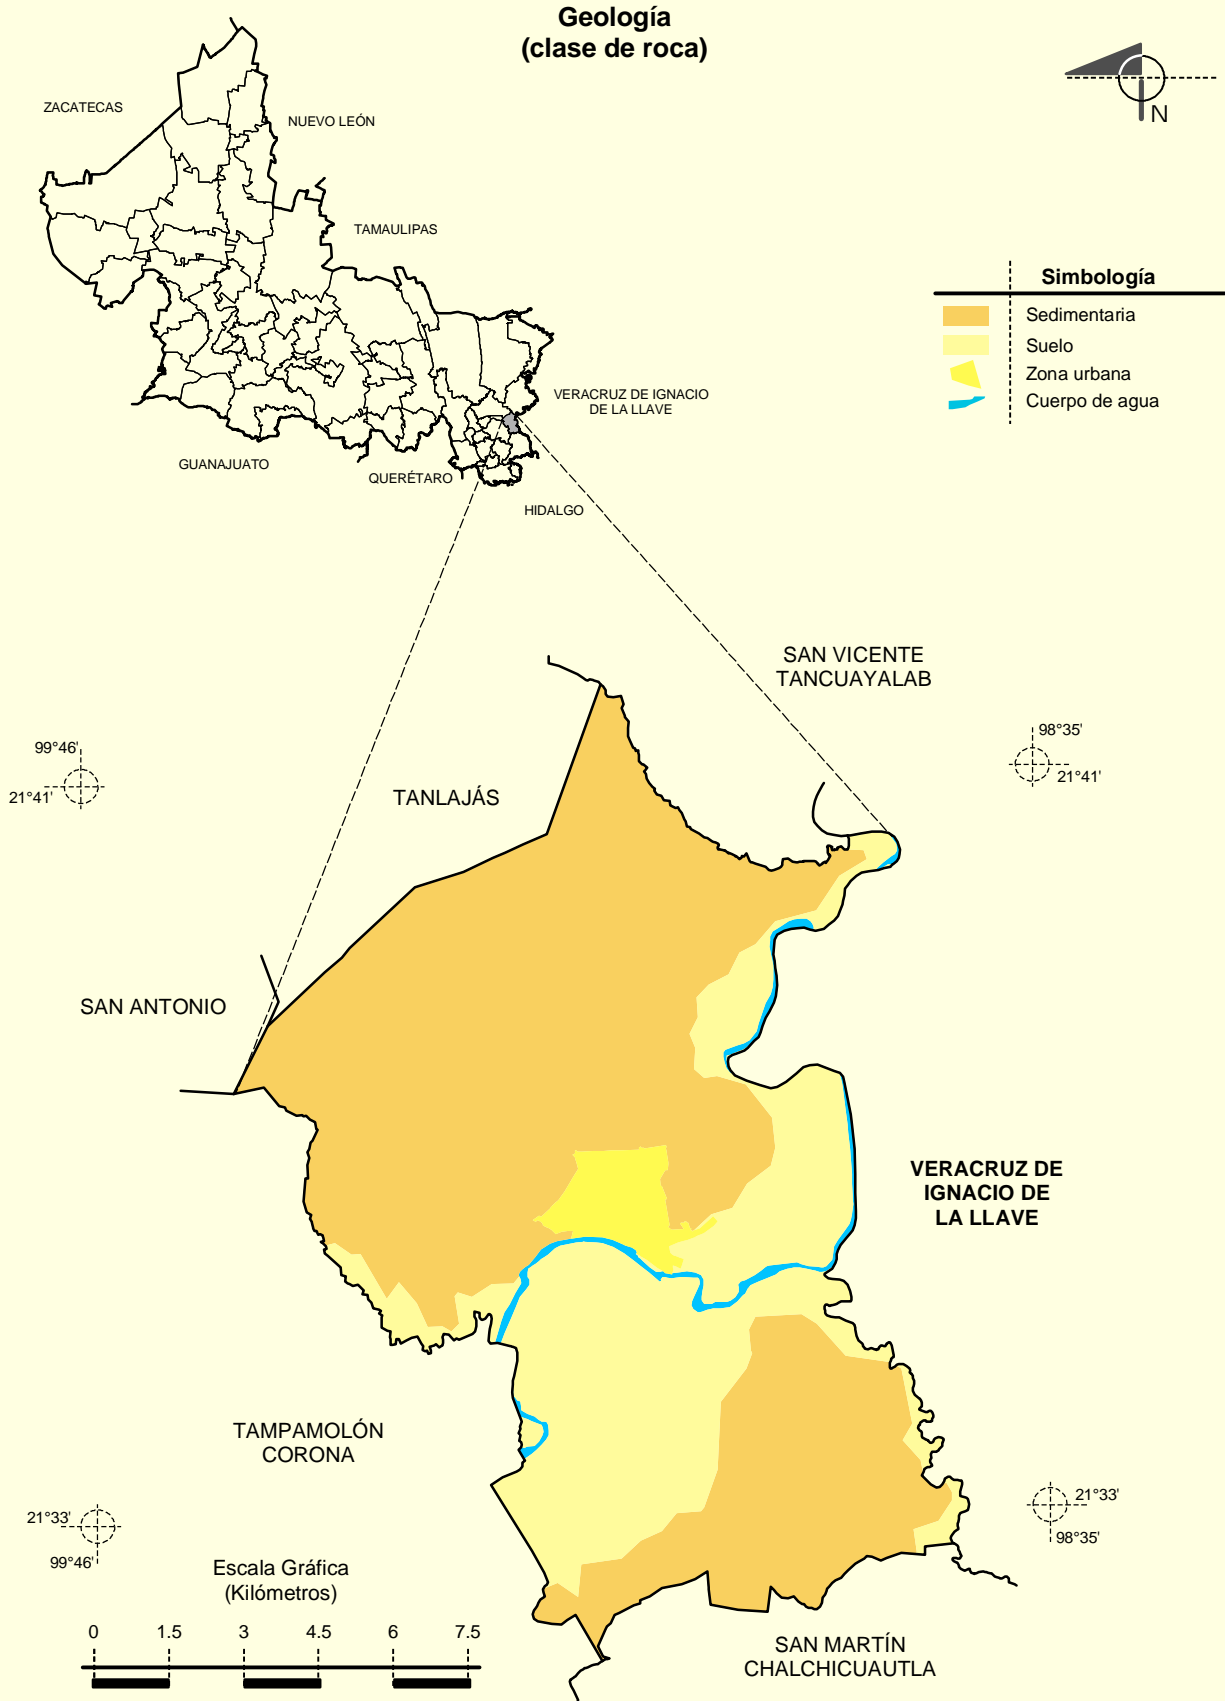 Geología
(clase de roca)
N
ZACATECAS
NUEVO LEÓN
TAMAULIPAS
VERACRUZ DE IGNACIO
DE LA LLAVE
GUANAJUATO
QUERÉTARO
HIDALGO
Simbología
Sedimentaria
Suelo
Zona urbana
Cuerpo de agua
SAN VICENTE
TANCUAYALAB
99°46'
21°41'
98°35'
21°41'
TANLAJÁS
SAN ANTONIO
VERACRUZ DE
IGNACIO DE
LA LLAVE
TAMPAMOLÓN
CORONA
21°33'
99°46'
21°33'
98°35'
Escala Gráfica
(Kilómetros)
0 1.5 3 4.5 6 7.5
SAN MARTÍN
CHALCHICUAUTLA